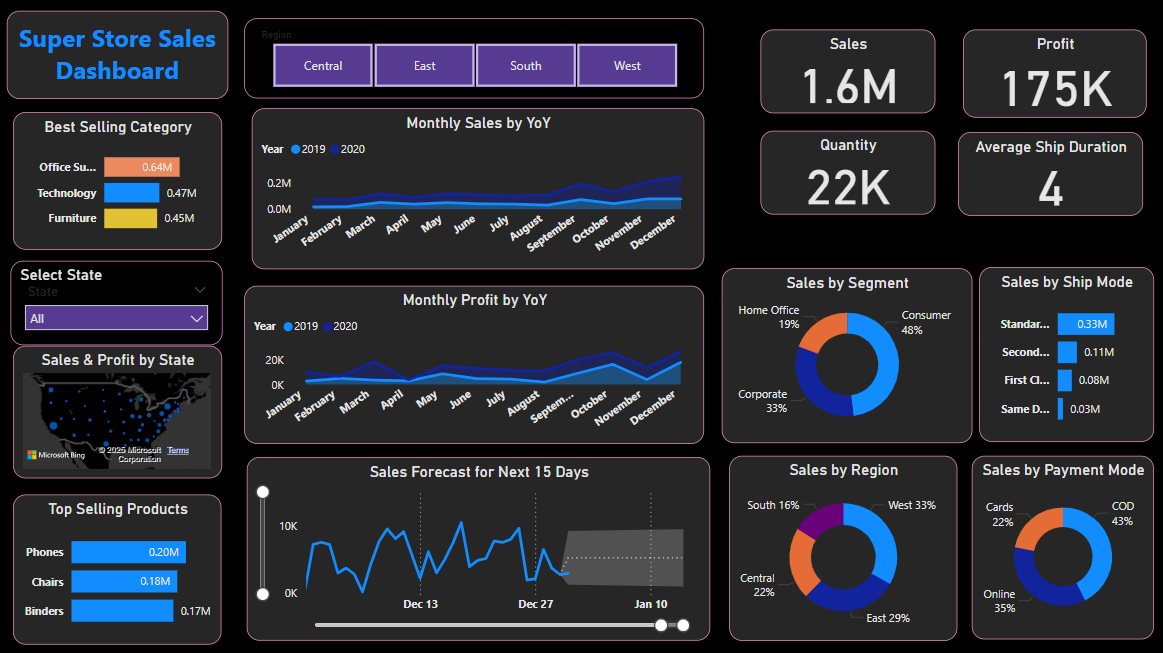 Super Store Sales
Dashboard
Region
Central
East
South
West
Sales
1.6M
Profit
175K
Quantity
22K
Average Ship Duration
4
Best Selling Category
Office Su... 0.64M
Technology 0.47M
Furniture 0.45M
Monthly Sales by YoY
Year 2019 2020
0.2M
0.0M
January February March April May June July August September October November December
Select State
State
All
Monthly Profit by YoY
Year 2019 2020
20K
0K
January February March April May June July August Septem... October November December
Sales & Profit by State
Microsoft Bing
© 2025 Microsoft Terms
Corporation
Sales by Segment
Home Office
19%
Consumer
48%
Corporate
33%
Sales by Ship Mode
Standar... 0.33M
Second... 0.11M
First Cl... 0.08M
Same D... 0.03M
Top Selling Products
Phones 0.20M
Chairs 0.18M
Binders 0.17M
Sales Forecast for Next 15 Days
10K
0K
Dec 13 Dec 27 Jan 10
Sales by Region
South 16%
West 33%
Central
22%
East 29%
Sales by Payment Mode
Cards
22%
COD
43%
Online
35%